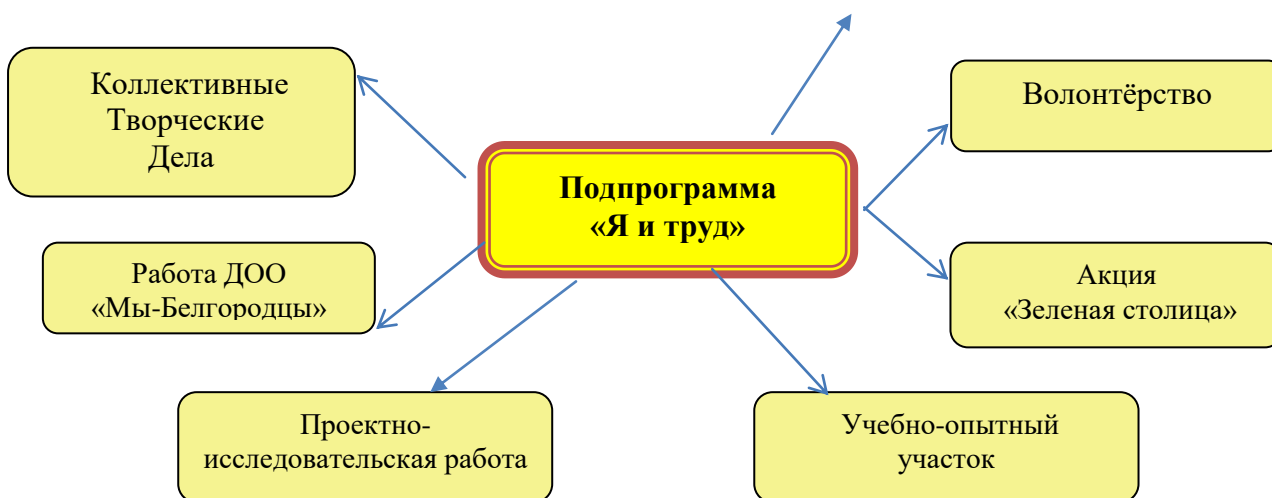 Коллективные
Творческие
Дела
Волонтёрство
Подпрограмма
«Я и труд»
Работа ДОО
«Мы-Белгородцы»
Акция
«Зеленая столица»
Проектно-
исследовательская работа
Учебно-опытный
участок